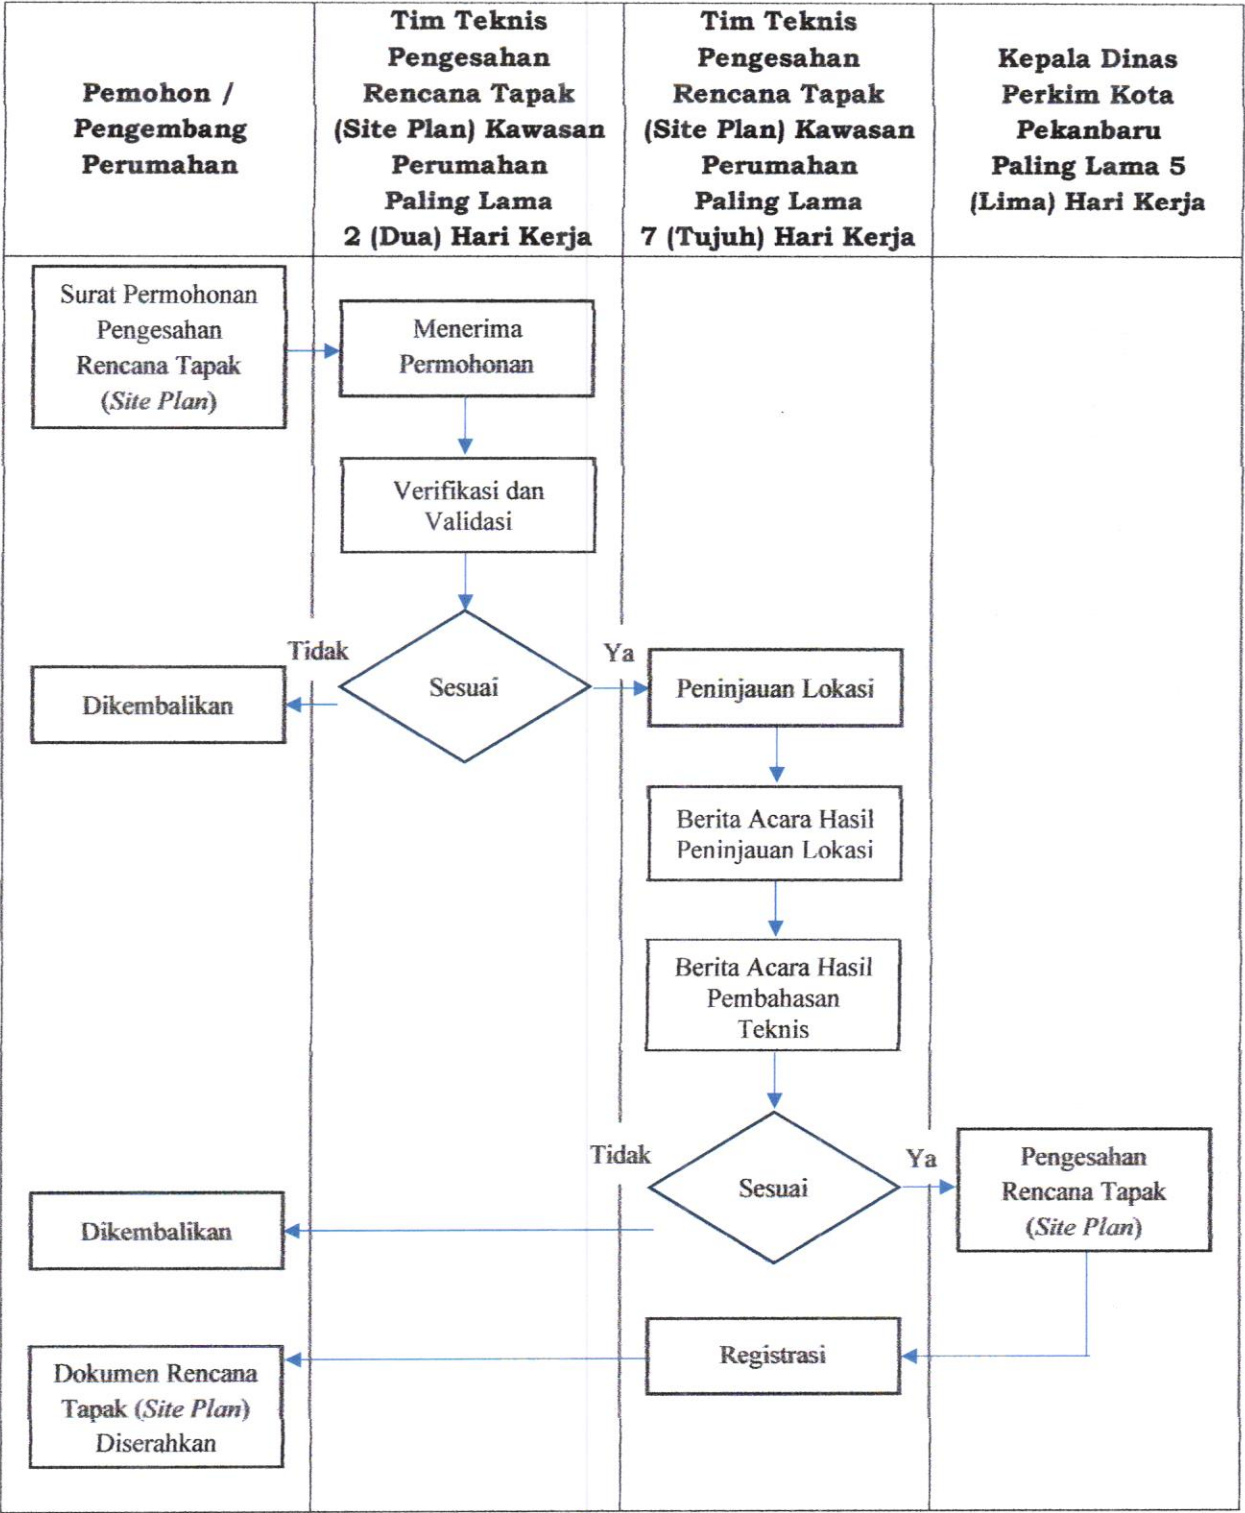 Pemohon /
Pengembang
Perumahan
Tim Teknis
Pengesahan
Rencana Tapak
(Site Plan) Kawasan
Perumahan
Paling Lama
2 (Dua) Hari Kerja
Tim Teknis
Pengesahan
Rencana Tapak
(Site Plan) Kawasan
Perumahan
Paling Lama
7 (Tujuh) Hari Kerja
Kepala Dinas
Perkim Kota
Pekanbaru
Paling Lama 5
(Lima) Hari Kerja
Surat Permohonan
Pengesahan
Rencana Tapak
(Site Plan)
Menerima
Permohonan
Verifikasi dan
Validasi
Tidak
Sesuai
Ya
Dikembalikan
Peninjauan Lokasi
Berita Acara Hasil
Peninjauan Lokasi
Berita Acara Hasil
Pembahasan
Teknis
Tidak
Sesuai
Ya
Pengesahan
Rencana Tapak
(Site Plan)
Dikembalikan
Registrasi
Dokumen Rencana
Tapak (Site Plan)
Diserahkan